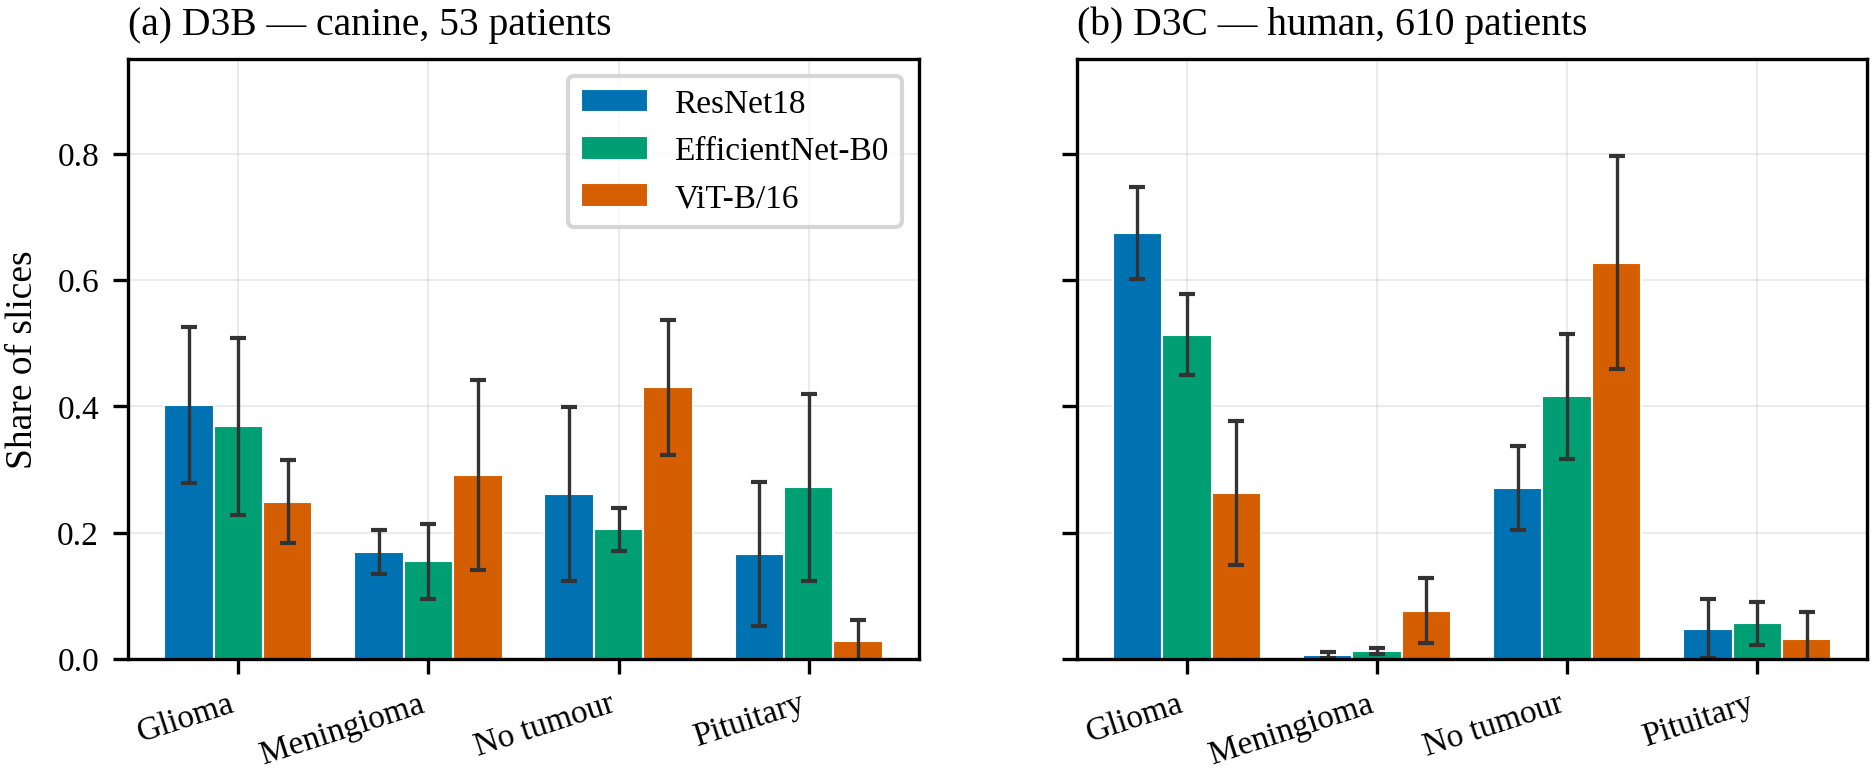 (a) D3B — canine, 53 patients
ResNet18
EfficientNet-B0
ViT-B/16
Share of slices
0.8
0.6
0.4
0.2
0.0
Glioma
Meningioma
No tumour
Pituitary
(b) D3C — human, 610 patients
Glioma
Meningioma
No tumour
Pituitary